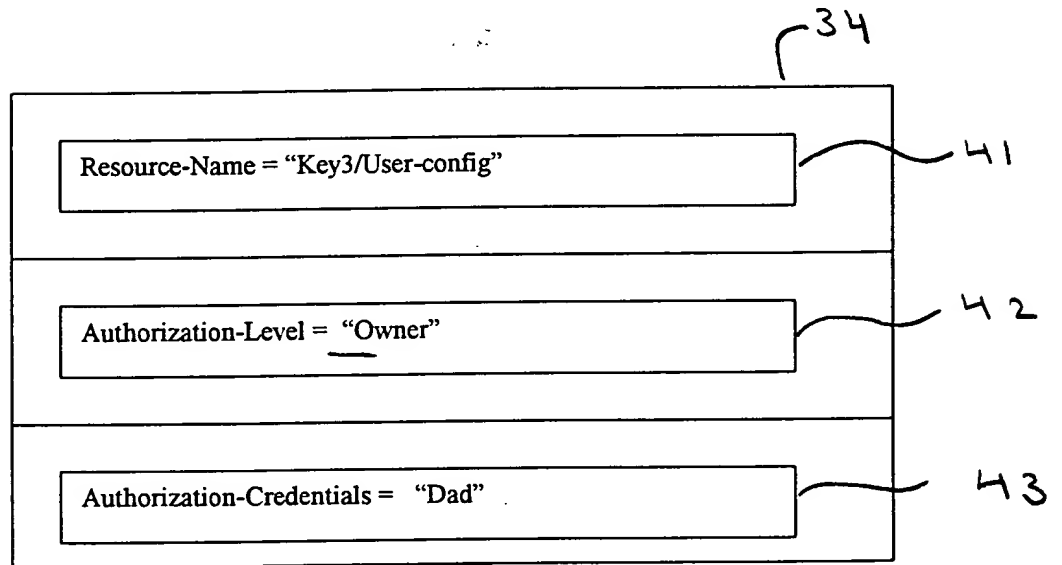 34
Resource-Name = “Key3/User-config”
41
Authorization-Level = “Owner”
42
Authorization-Credentials = “Dad”
43